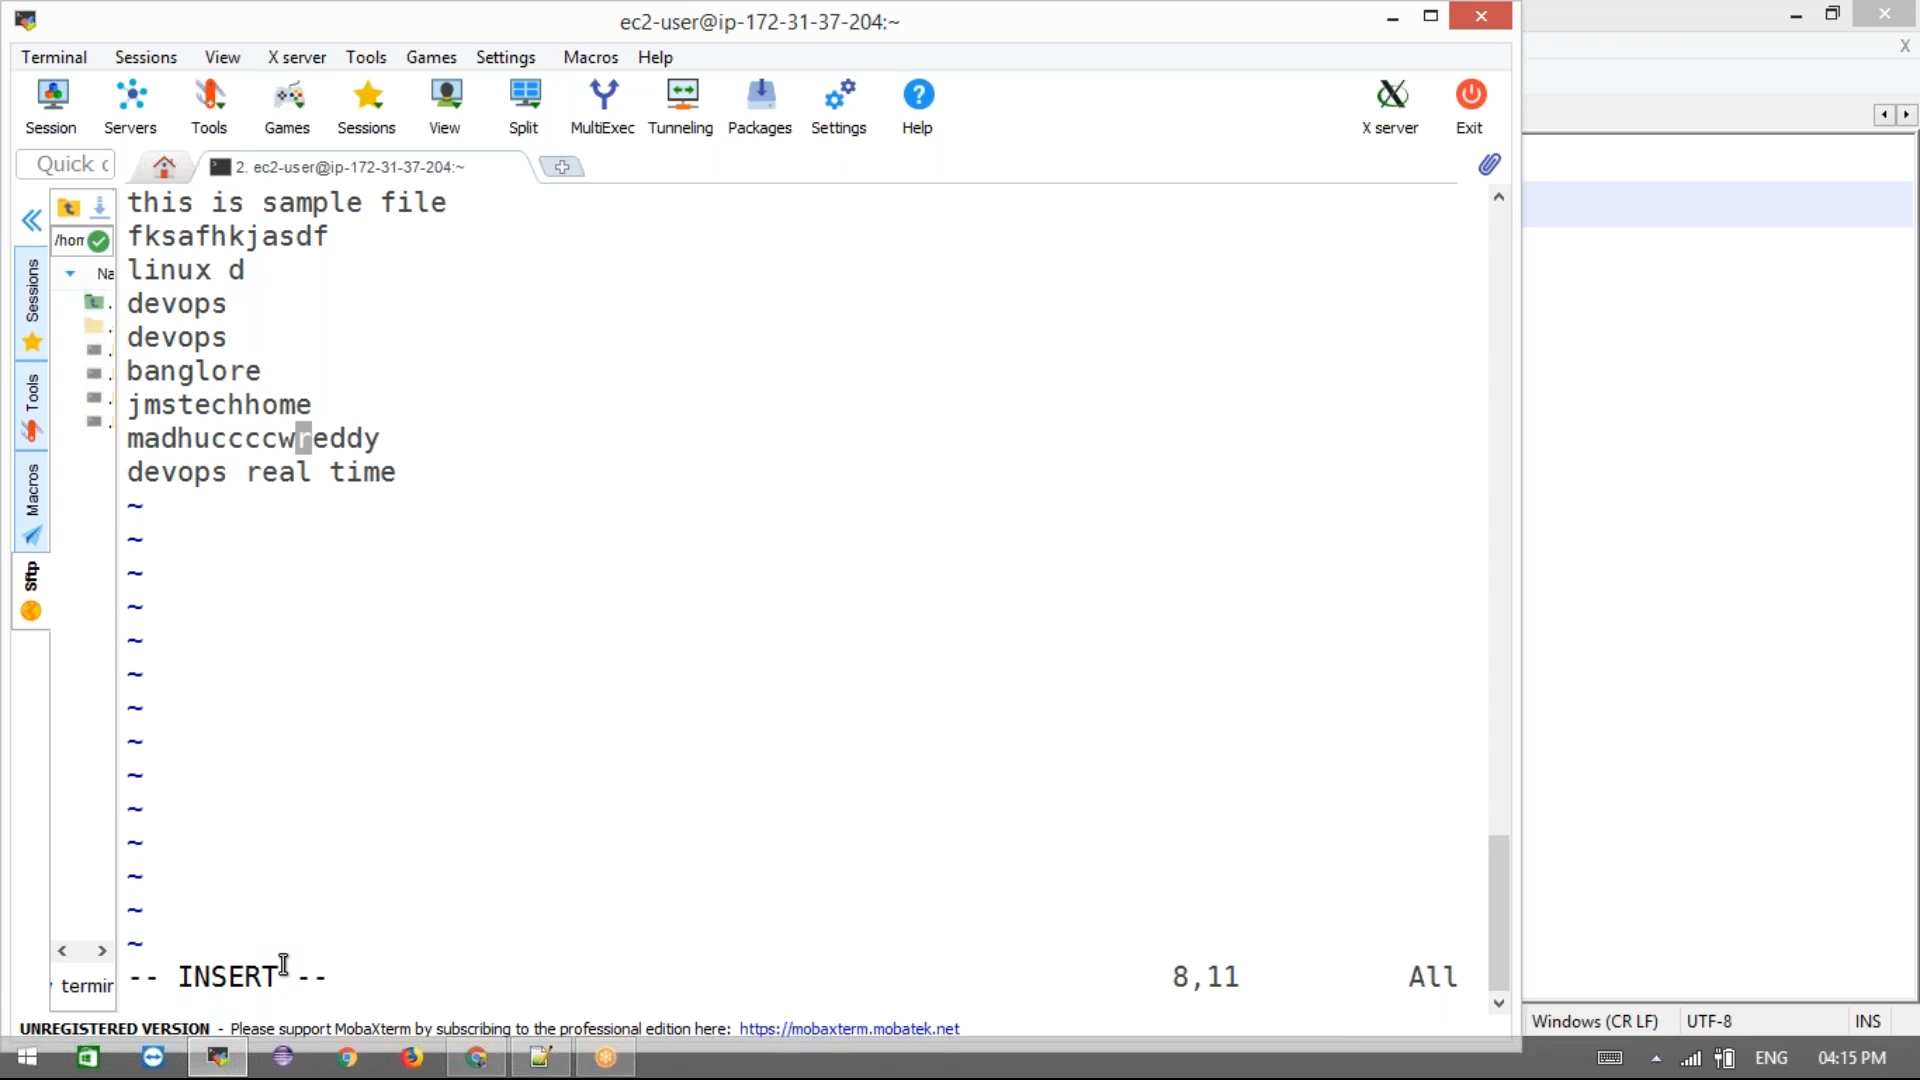 ec2-user@ip-172-31-37-204:~
Terminal Sessions View X server Tools Games Settings Macros Help
Session Servers Tools Games Sessions View Split MultiExec Tunneling Packages Settings Help X server Exit
Quick c
2. ec2-user@ip-172-31-37-204:~
X
/hom
Na
Sessions
Tools
Macros
Sftp
this is sample file
fksafhkjasdf
linux d
devops
devops
banglore
jmstechhome
madhuccccwreddy
devops real time
~
~
~
~
~
~
~
~
~
~
~
~
~
~
-- INSERT -- 8,11 All
termin
UNREGISTERED VERSION - Please support MobaXterm by subscribing to the professional edition here: https://mobaxterm.mobatek.net
Windows (CR LF) UTF-8 INS
ENG 04:15 PM